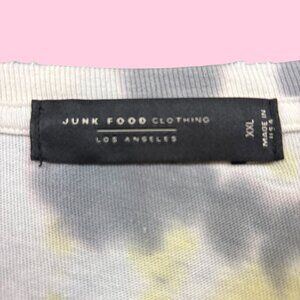 JUNK FOOD CLOTHING
LOS ANGELES
XXL
MADE IN
USA